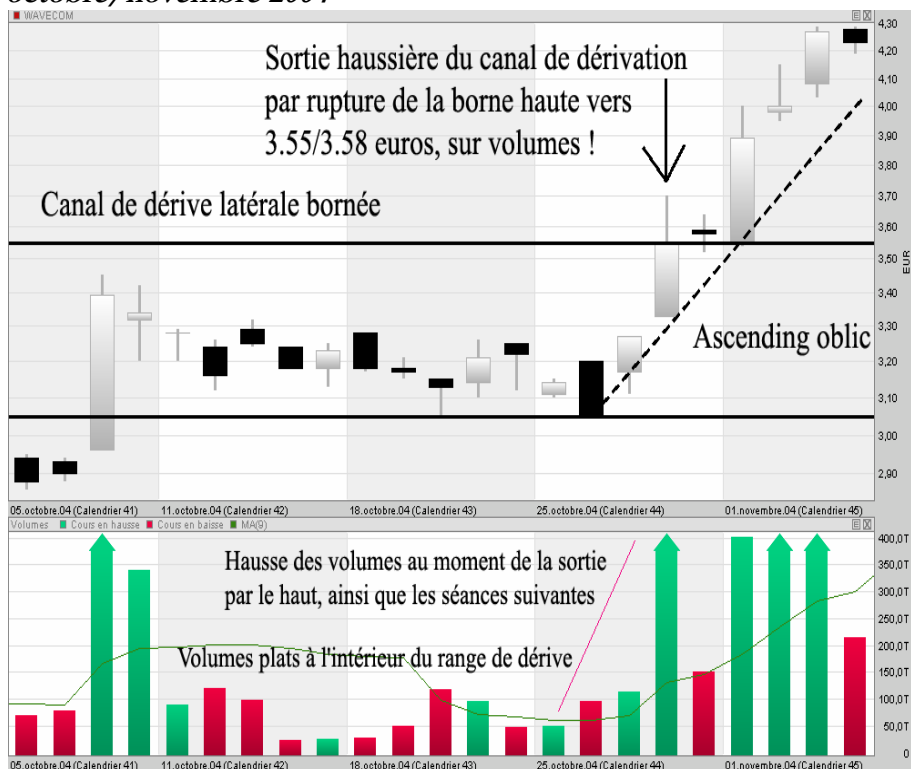 octobre/novembre 2004
WAVECOM
E X
4,30
Sortie haussière du canal de dérivation
par rupture de la borne haute vers
3.55/3.58 euros, sur volumes !
4,20
4,10
4,00
3,90
3,80
3,70
3,60
3,50
3,40
3,30
3,20
3,10
3,00
2,90
EUR
Canal de dérive latérale bornée
Ascending oblic
05.octobre.04 (Calendrier 41) 11.octobre.04 (Calendrier 42) 18.octobre.04 (Calendrier 43) 25.octobre.04 (Calendrier 44) 01.novembre.04 (Calendrier 45)
Volumes Cours en hausse Cours en baisse MA(9)
E X
Hausse des volumes au moment de la sortie
par le haut, ainsi que les séances suivantes
Volumes plats à l'intérieur du range de dérive
400,0T
350,0T
300,0T
250,0T
200,0T
150,0T
100,0T
50,0T
0
05.octobre.04 (Calendrier 41) 11.octobre.04 (Calendrier 42) 18.octobre.04 (Calendrier 43) 25.octobre.04 (Calendrier 44) 01.novembre.04 (Calendrier 45)